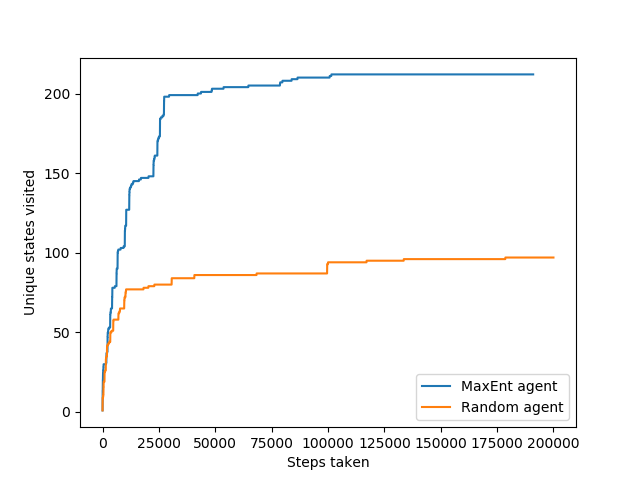 200
150
100
50
0
Unique states visited
MaxEnt agent
Random agent
0 25000 50000 75000 100000 125000 150000 175000 200000
Steps taken